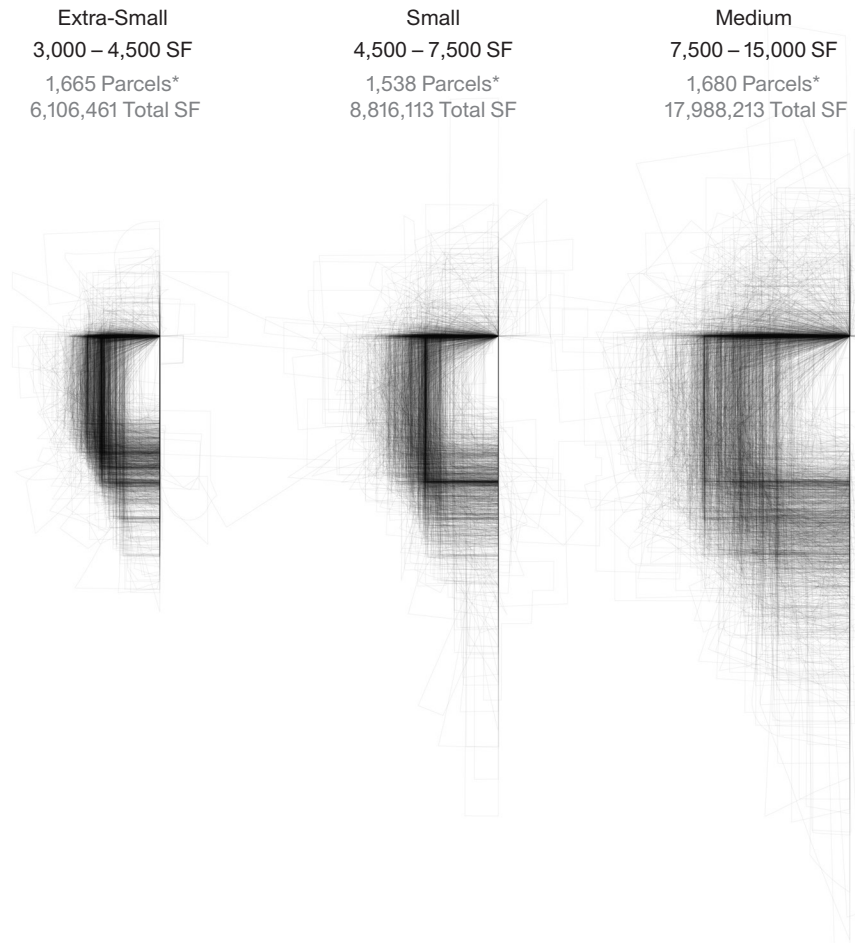 Extra-Small
3,000 – 4,500 SF
1,665 Parcels*
6,106,461 Total SF
Small
4,500 – 7,500 SF
1,538 Parcels*
8,816,113 Total SF
Medium
7,500 – 15,000 SF
1,680 Parcels*
17,988,213 Total SF